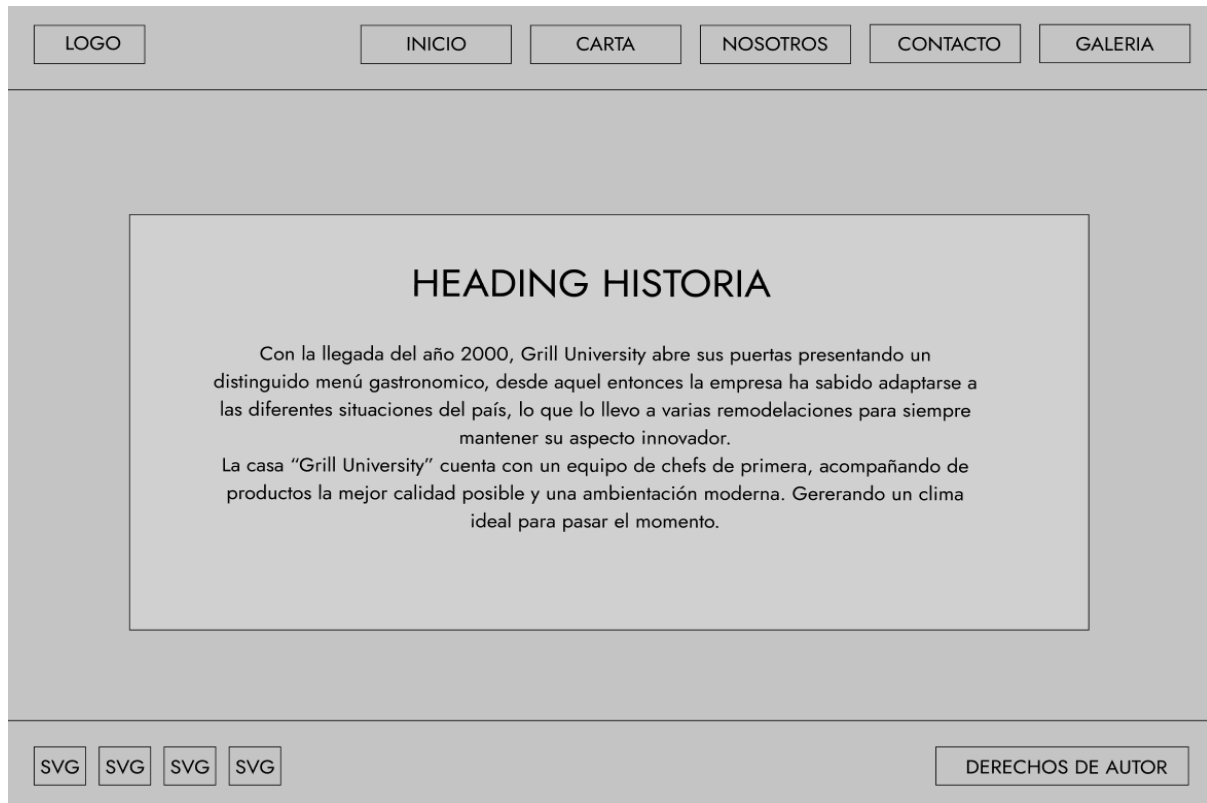 LOGO
INICIO
CARTA
NOSOTROS
CONTACTO
GALERIA
HEADING HISTORIA
Con la llegada del año 2000, Grill University abre sus puertas presentando un
distinguido menú gastronomico, desde aquel entonces la empresa ha sabido adaptarse a
las diferentes situaciones del país, lo que lo llevo a varias remodelaciones para siempre
mantener su aspecto innovador.
La casa “Grill University” cuenta con un equipo de chefs de primera, acompañando de
productos la mejor calidad posible y una ambientación moderna. Gererando un clima
ideal para pasar el momento.
SVG
SVG
SVG
SVG
DERECHOS DE AUTOR